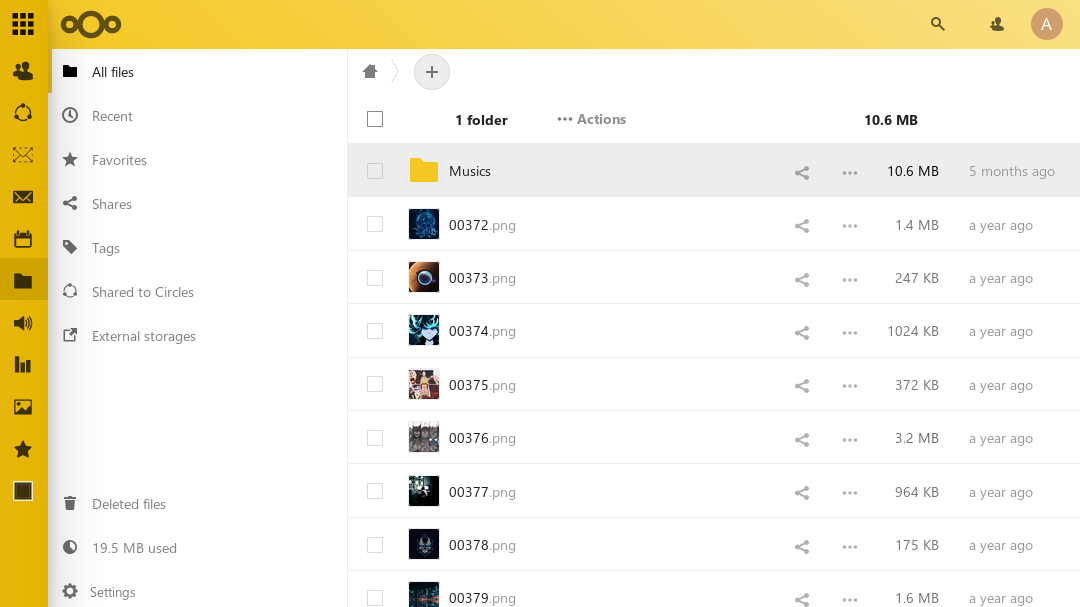 A
All files
Recent
Favorites
Shares
Tags
Shared to Circles
External storages
Deleted files
19.5 MB used
Settings
1 folder ••• Actions 10.6 MB
Musics 10.6 MB 5 months ago
00372.png 1.4 MB a year ago
00373.png 247 KB a year ago
00374.png 1024 KB a year ago
00375.png 372 KB a year ago
00376.png 3.2 MB a year ago
00377.png 964 KB a year ago
00378.png 175 KB a year ago
00379.png 1.6 MB a year ago